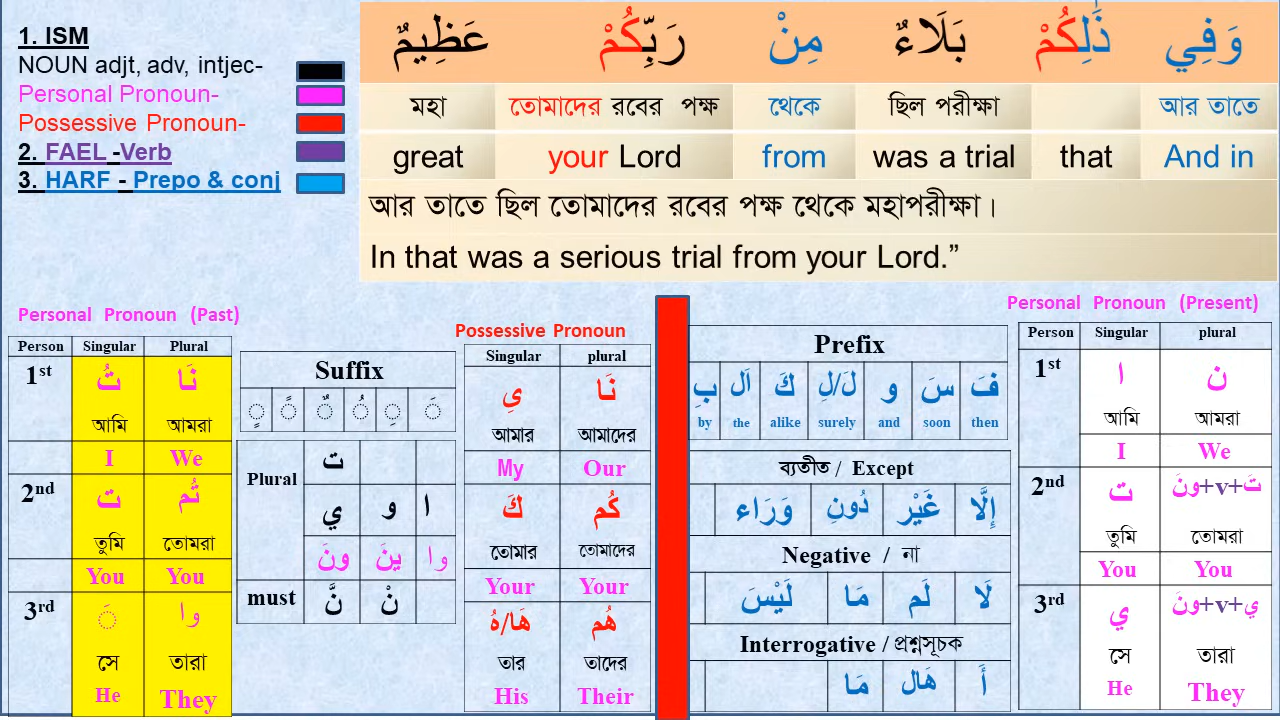 1. ISM
NOUN adjt, adv, intjec-
Personal Pronoun-
Possessive Pronoun-
2. FAEL -Verb
3. HARF - Prepo & conj
وَفِي ذَٰلِكُمْ بَلَاءٌ مِنْ رَبِّكُمْ عَظِيمٌ
মহা তোমাদের রবের পক্ষ থেকে ছিল পরীক্ষা আর তাতে
great your Lord from was a trial that And in
আর তাতে ছিল তোমাদের রবের পক্ষ থেকে মহাপরীক্ষা।
In that was a serious trial from your Lord.”
Personal Pronoun (Past)
Person Singular Plural
1st تُ نَا
আমি আমরা
I We
2nd ت تُم
তুমি তোমরা
You You
3rd َ وا
সে তারা
He They
Suffix
ٍ ً ٌ ُ ِ َ
Plural ت
ي و ا
ونَ ينَ وا
must نَّ نْ
Possessive Pronoun
Singular plural
يِ نَا
আমার আমাদের
My Our
كَ كُم
তোমার তোমাদের
Your Your
هَا/هُ هُم
তার তাদের
His Their
Prefix
بِ اَل كَ لَ/لِ و سَ فَ
by the alike surely and soon then
ব্যতীত / Except
وَرَاء دُونِ غَيْر إِلَّا
Negative / না
لَيْسَ مَا لَم لَا
Interrogative / প্রশ্নসূচক
مَا هَال أَ
Personal Pronoun (Present)
Person Singular plural
1st ا ن
আমি আমরা
I We
2nd ت تَ+v+ونَ
তুমি তোমরা
You You
3rd ي ي+v+ونَ
সে তারা
He They